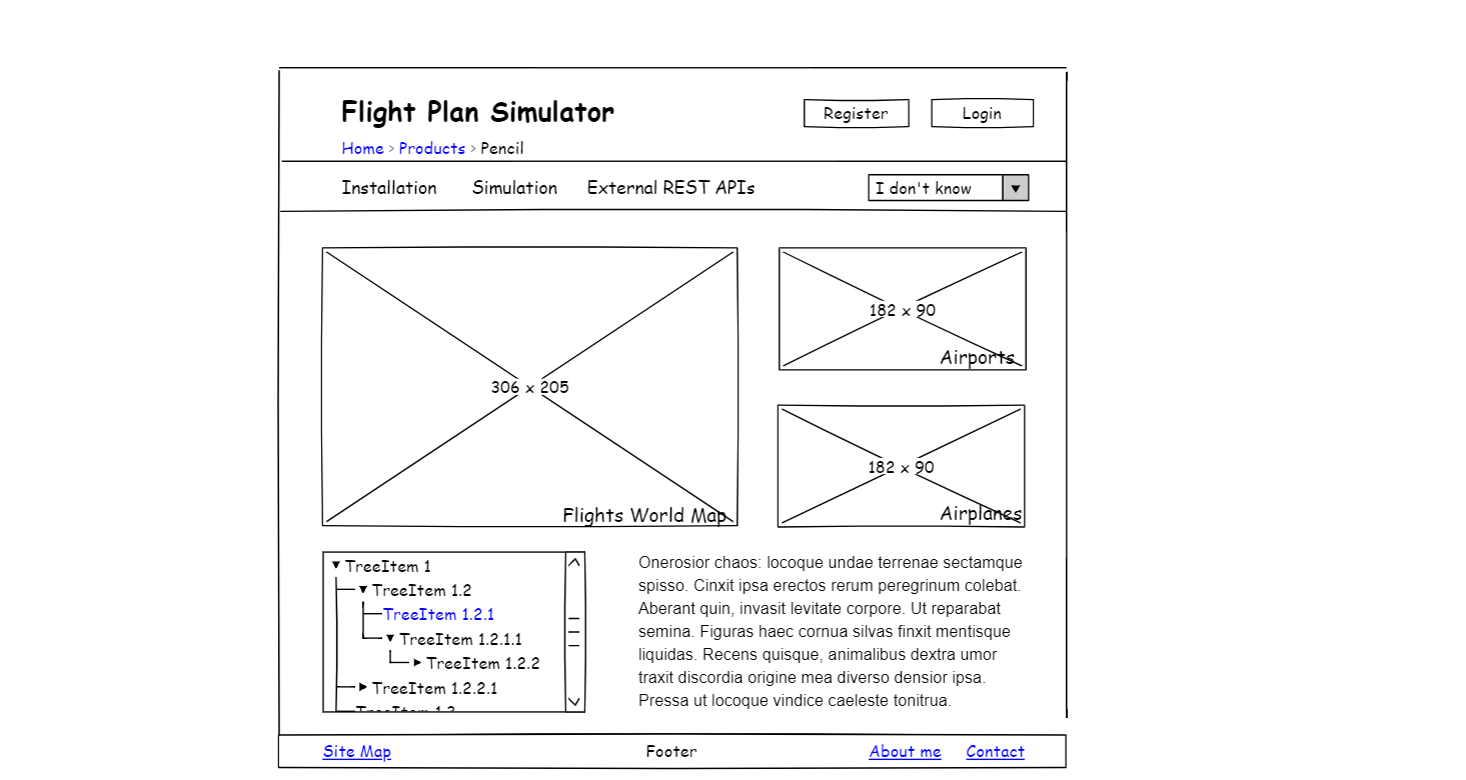 Flight Plan Simulator
Register
Login
Home > Products > Pencil
Installation
Simulation
External REST APIs
I don't know
306 x 205
Flights World Map
182 x 90
Airports
182 x 90
Airplanes
TreeItem 1
TreeItem 1.2
TreeItem 1.2.1
TreeItem 1.2.1.1
TreeItem 1.2.2
TreeItem 1.2.2.1
TreeItem 1.3
Onerosior chaos: locoque undae terrenae sectamque
spisso. Cinxit ipsa erectos rerum peregrinum colebat.
Aberant quin, invasit levitate corpore. Ut reparabat
semina. Figuras haec cornua silvas finxit mentisque
liquidas. Recens quisque, animalibus dextra umor
traxit discordia origine mea diverso densior ipsa.
Pressa ut locoque vindice caeleste tonitrua.
Site Map
Footer
About me
Contact